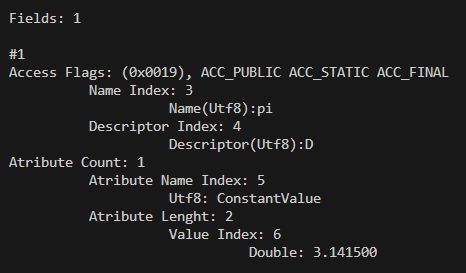 Fields: 1
#1
Access Flags: (0x0019), ACC_PUBLIC ACC_STATIC ACC_FINAL
Name Index: 3
Name(Utf8):pi
Descriptor Index: 4
Descriptor(Utf8):D
Atribute Count: 1
Atribute Name Index: 5
Utf8: ConstantValue
Atribute Lenght: 2
Value Index: 6
Double: 3.141500